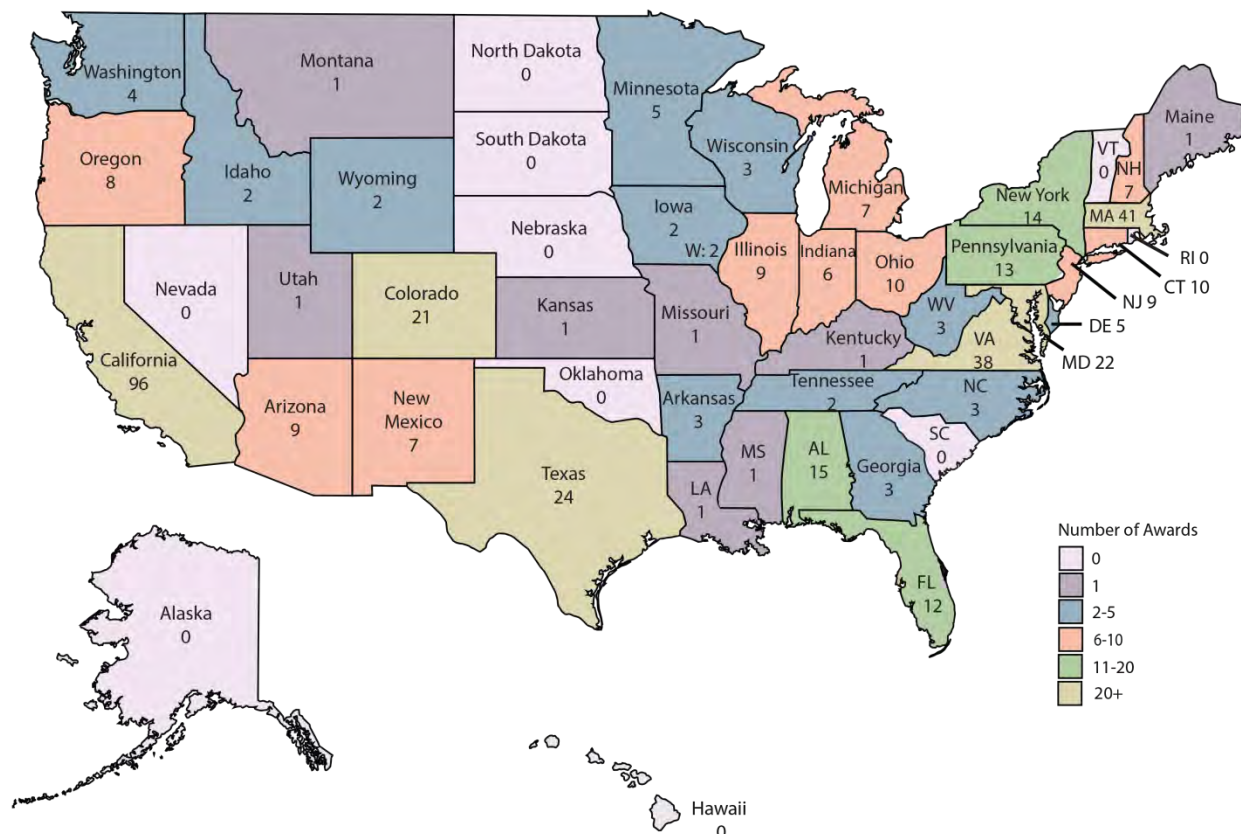 Washington
4
Montana
1
North Dakota
0
Minnesota
5
Maine
1
Oregon
8
Idaho
2
Wyoming
2
South Dakota
0
Wisconsin
3
Michigan
7
VT
0
NH
7
New York
14
MA 41
RI 0
CT 10
NJ 9
Nebraska
0
Iowa
2
W: 2
Illinois
9
Indiana
6
Ohio
10
Pennsylvania
13
DE 5
MD 22
Nevada
0
Utah
1
Colorado
21
Kansas
1
Missouri
1
Kentucky
1
WV
3
VA
38
California
96
Arizona
9
New
Mexico
7
Oklahoma
0
Arkansas
3
Tennessee
2
NC
3
SC
0
Texas
24
LA
1
MS
1
AL
15
Georgia
3
FL
12
Alaska
0
Hawaii
0
Number of Awards
0
1
2-5
6-10
11-20
20+